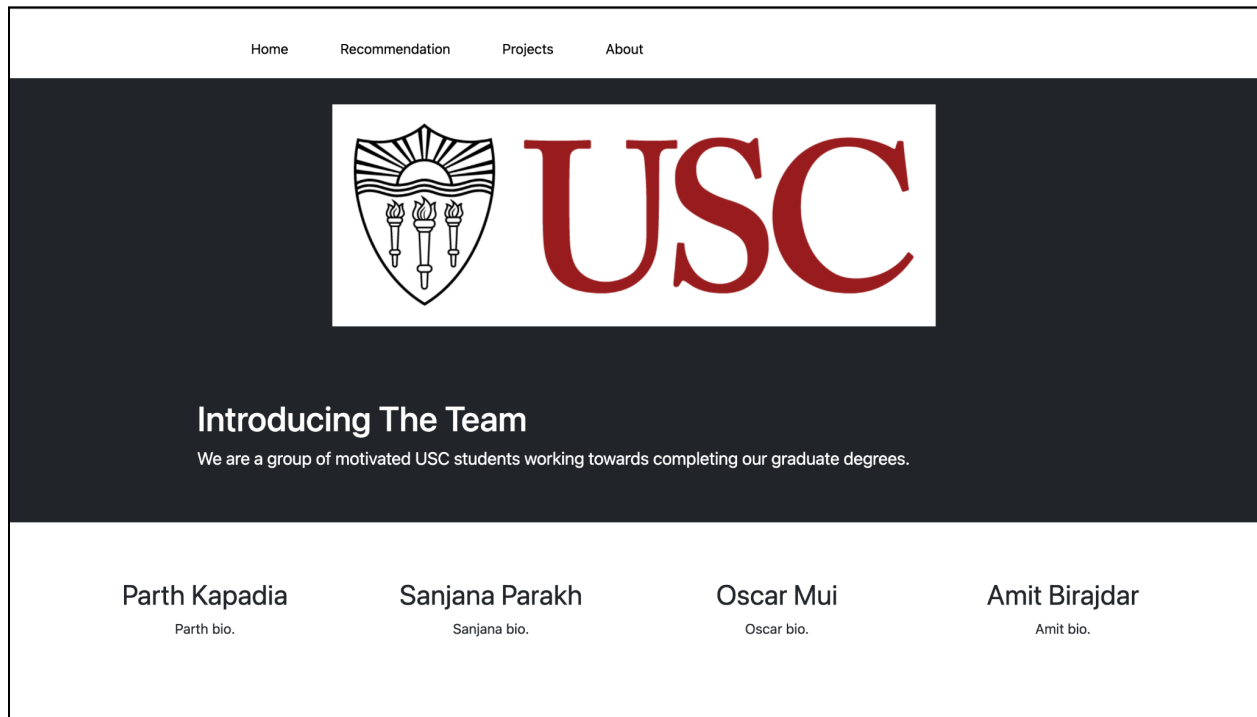 Home Recommendation Projects About
USC
Introducing The Team
We are a group of motivated USC students working towards completing our graduate degrees.
Parth Kapadia Sanjana Parakh Oscar Mui Amit Birajdar
Parth bio. Sanjana bio. Oscar bio. Amit bio.